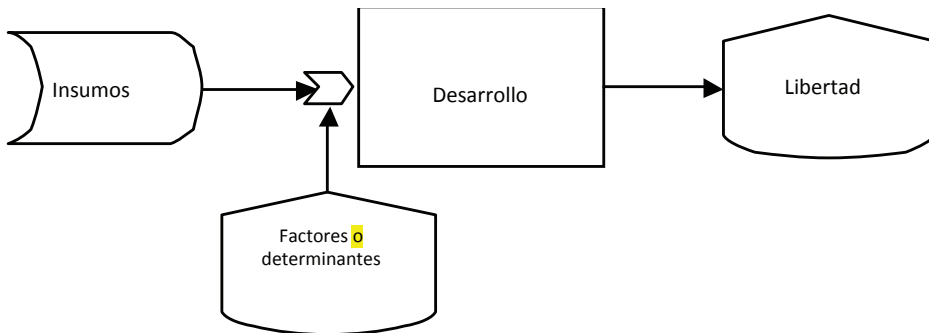 Insumos
Desarrollo
Libertad
Factores o
determinantes